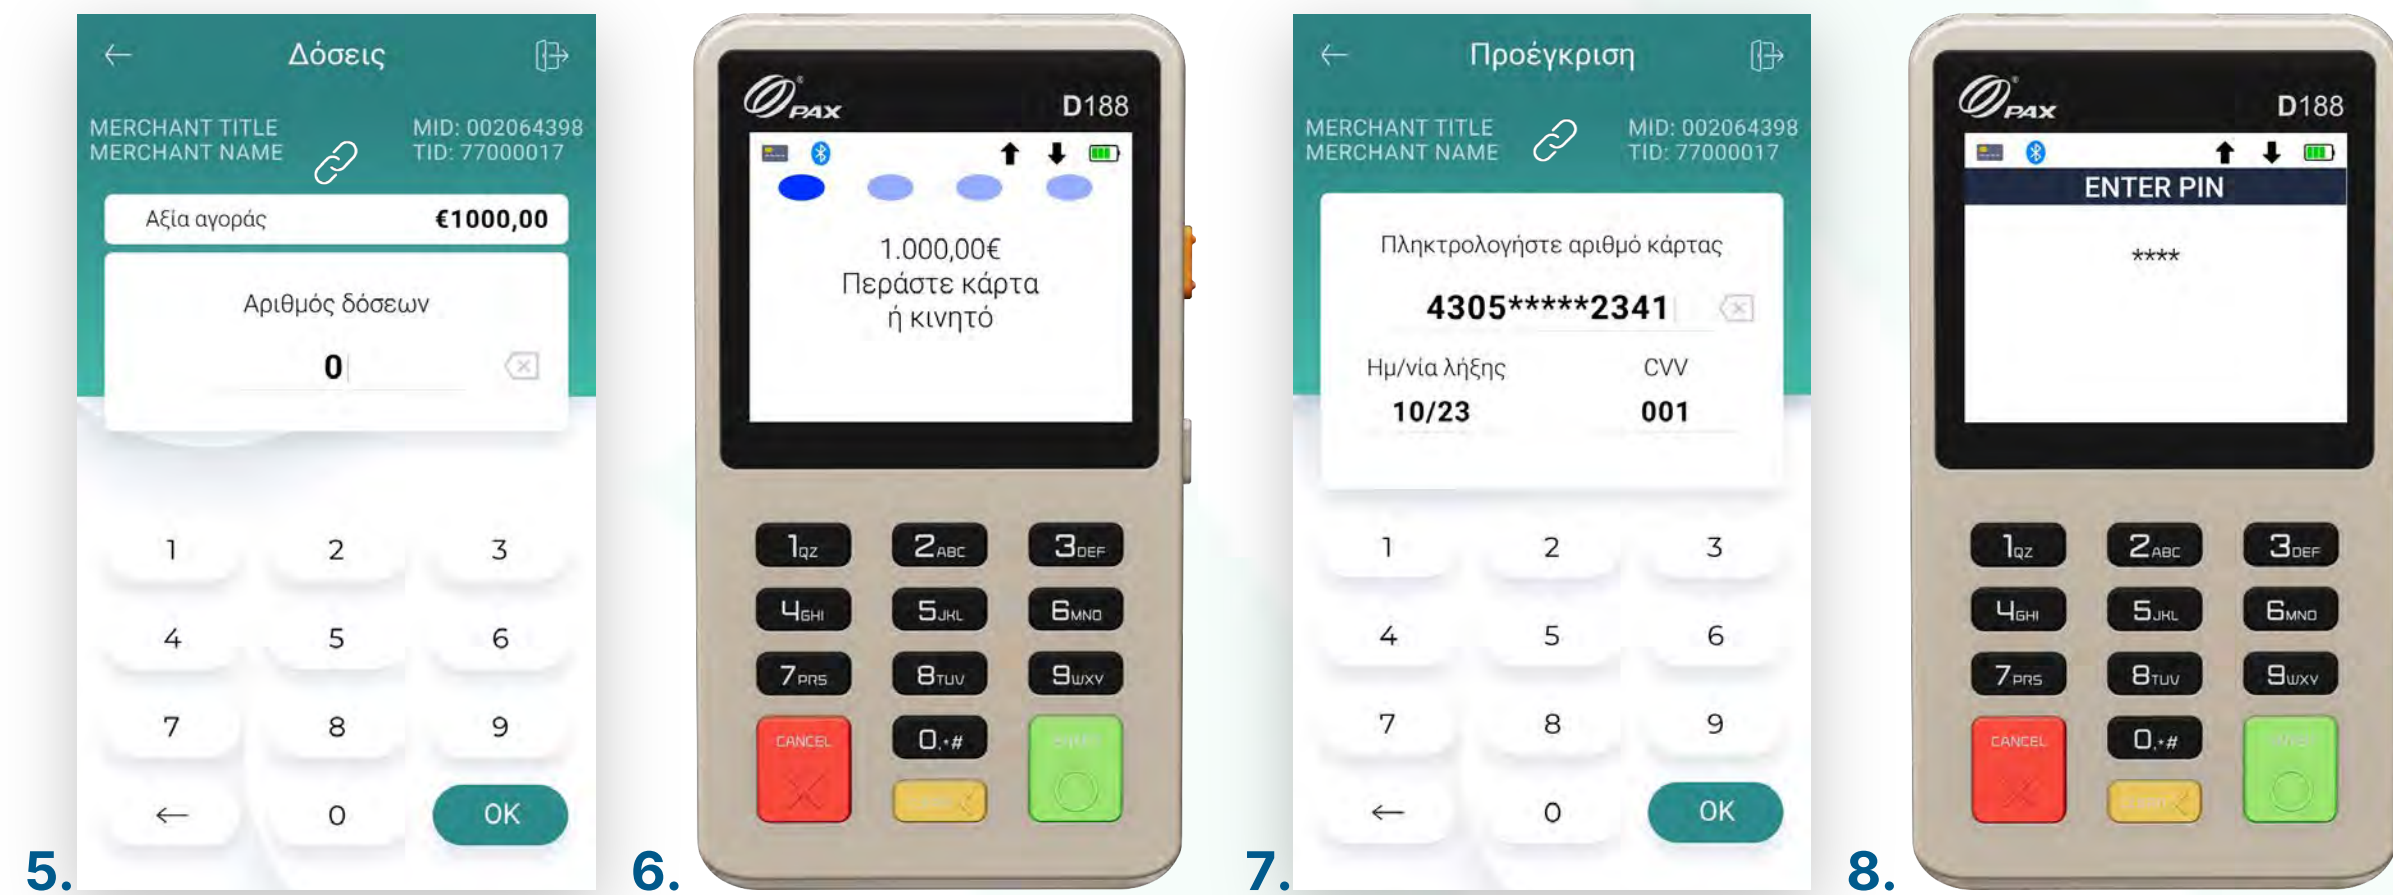 Δόσεις
MERCHANT TITLE
MERCHANT NAME
MID: 002064398
TID: 77000017
Αξία αγοράς €1000,00
Αριθμός δόσεων
0
1 2 3
4 5 6
7 8 9
← 0 OK
5.
PAX D188
1.000,00€
Περάστε κάρτα
ή κινητό
1QZ 2ABC 3DEF
4GHI 5JKL 6MNO
7PRS 8TUV 9WXY
CANCEL 0,*#
6.
Προέγκριση
MERCHANT TITLE
MERCHANT NAME
MID: 002064398
TID: 77000017
Πληκτρολογήστε αριθμό κάρτας
4305*****2341
Ημ/νία λήξης CVV
10/23 001
1 2 3
4 5 6
7 8 9
← 0 OK
7.
PAX D188
ENTER PIN
****
1QZ 2ABC 3DEF
4GHI 5JKL 6MNO
7PRS 8TUV 9WXY
CANCEL 0,*#
8.